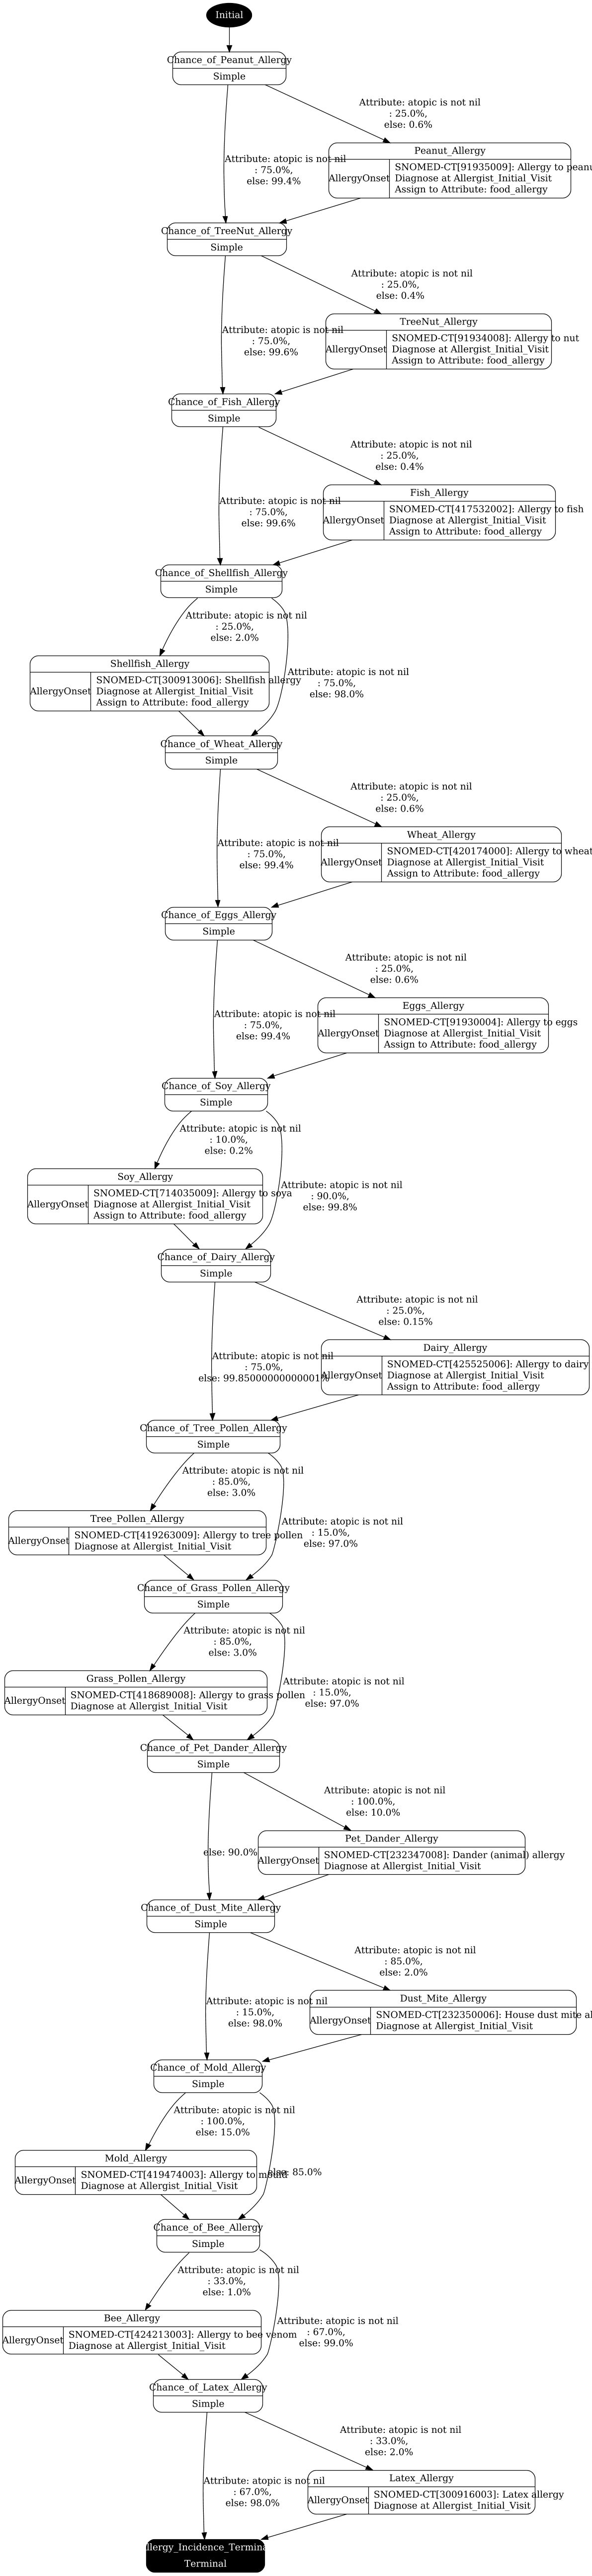 Initial
Chance_of_Peanut_Allergy
Simple
Attribute: atopic is not nil
: 25.0%,
else: 0.6%
Attribute: atopic is not nil
: 75.0%,
else: 99.4%
Peanut_Allergy
AllergyOnset
SNOMED-CT[91935009]: Allergy to peanu
Diagnose at Allergist_Initial_Visit
Assign to Attribute: food_allergy
Chance_of_TreeNut_Allergy
Simple
Attribute: atopic is not nil
: 25.0%,
else: 0.4%
Attribute: atopic is not nil
: 75.0%,
else: 99.6%
TreeNut_Allergy
AllergyOnset
SNOMED-CT[91934008]: Allergy to nut
Diagnose at Allergist_Initial_Visit
Assign to Attribute: food_allergy
Chance_of_Fish_Allergy
Simple
Attribute: atopic is not nil
: 25.0%,
else: 0.4%
Attribute: atopic is not nil
: 75.0%,
else: 99.6%
Fish_Allergy
AllergyOnset
SNOMED-CT[417532002]: Allergy to fish
Diagnose at Allergist_Initial_Visit
Assign to Attribute: food_allergy
Chance_of_Shellfish_Allergy
Simple
Attribute: atopic is not nil
: 25.0%,
else: 2.0%
Shellfish_Allergy
AllergyOnset
SNOMED-CT[300913006]: Shellfish allergy
Diagnose at Allergist_Initial_Visit
Assign to Attribute: food_allergy
Attribute: atopic is not nil
: 75.0%,
else: 98.0%
Chance_of_Wheat_Allergy
Simple
Attribute: atopic is not nil
: 25.0%,
else: 0.6%
Attribute: atopic is not nil
: 75.0%,
else: 99.4%
Wheat_Allergy
AllergyOnset
SNOMED-CT[420174000]: Allergy to wheat
Diagnose at Allergist_Initial_Visit
Assign to Attribute: food_allergy
Chance_of_Eggs_Allergy
Simple
Attribute: atopic is not nil
: 25.0%,
else: 0.6%
Attribute: atopic is not nil
: 75.0%,
else: 99.4%
Eggs_Allergy
AllergyOnset
SNOMED-CT[91930004]: Allergy to eggs
Diagnose at Allergist_Initial_Visit
Assign to Attribute: food_allergy
Chance_of_Soy_Allergy
Simple
Attribute: atopic is not nil
: 10.0%,
else: 0.2%
Soy_Allergy
AllergyOnset
SNOMED-CT[714035009]: Allergy to soya
Diagnose at Allergist_Initial_Visit
Assign to Attribute: food_allergy
Attribute: atopic is not nil
: 90.0%,
else: 99.8%
Chance_of_Dairy_Allergy
Simple
Attribute: atopic is not nil
: 25.0%,
else: 0.15%
Attribute: atopic is not nil
: 75.0%,
else: 99.85000000000001%
Dairy_Allergy
AllergyOnset
SNOMED-CT[425525006]: Allergy to dairy
Diagnose at Allergist_Initial_Visit
Assign to Attribute: food_allergy
Chance_of_Tree_Pollen_Allergy
Simple
Attribute: atopic is not nil
: 85.0%,
else: 3.0%
Tree_Pollen_Allergy
AllergyOnset
SNOMED-CT[419263009]: Allergy to tree pollen
Diagnose at Allergist_Initial_Visit
Attribute: atopic is not nil
: 15.0%,
else: 97.0%
Chance_of_Grass_Pollen_Allergy
Simple
Attribute: atopic is not nil
: 85.0%,
else: 3.0%
Grass_Pollen_Allergy
AllergyOnset
SNOMED-CT[418689008]: Allergy to grass pollen
Diagnose at Allergist_Initial_Visit
Attribute: atopic is not nil
: 15.0%,
else: 97.0%
Chance_of_Pet_Dander_Allergy
Simple
Attribute: atopic is not nil
: 100.0%,
else: 10.0%
else: 90.0%
Pet_Dander_Allergy
AllergyOnset
SNOMED-CT[232347008]: Dander (animal) allergy
Diagnose at Allergist_Initial_Visit
Chance_of_Dust_Mite_Allergy
Simple
Attribute: atopic is not nil
: 85.0%,
else: 2.0%
Attribute: atopic is not nil
: 15.0%,
else: 98.0%
Dust_Mite_Allergy
AllergyOnset
SNOMED-CT[232350006]: House dust mite al
Diagnose at Allergist_Initial_Visit
Chance_of_Mold_Allergy
Simple
Attribute: atopic is not nil
: 100.0%,
else: 15.0%
Mold_Allergy
AllergyOnset
SNOMED-CT[419474003]: Allergy to mould
Diagnose at Allergist_Initial_Visit
else: 85.0%
Chance_of_Bee_Allergy
Simple
Attribute: atopic is not nil
: 33.0%,
else: 1.0%
Bee_Allergy
AllergyOnset
SNOMED-CT[424213003]: Allergy to bee venom
Diagnose at Allergist_Initial_Visit
Attribute: atopic is not nil
: 67.0%,
else: 99.0%
Chance_of_Latex_Allergy
Simple
Attribute: atopic is not nil
: 33.0%,
else: 2.0%
Attribute: atopic is not nil
: 67.0%,
else: 98.0%
Latex_Allergy
AllergyOnset
SNOMED-CT[300916003]: Latex allergy
Diagnose at Allergist_Initial_Visit
llergy_Incidence_Termina
Terminal